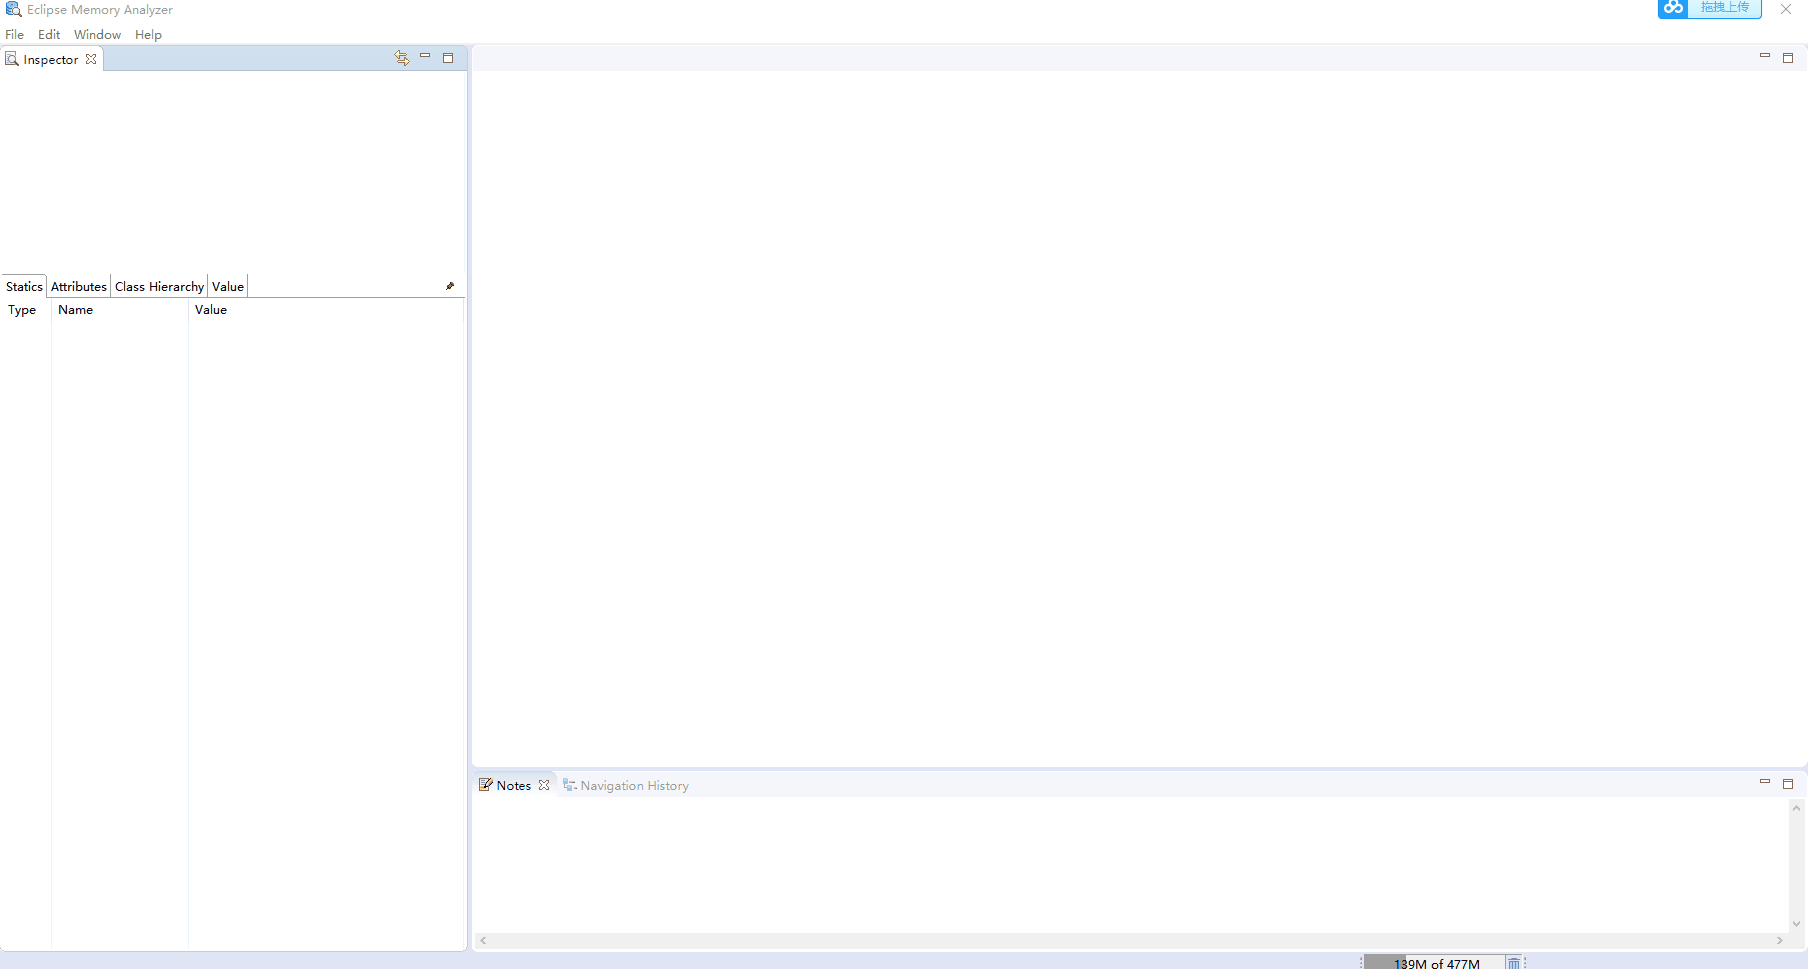 Eclipse Memory Analyzer
拖拽上传
File Edit Window Help
Inspector
Statics Attributes Class Hierarchy Value
Type Name Value
Notes Navigation History
139M of 477M